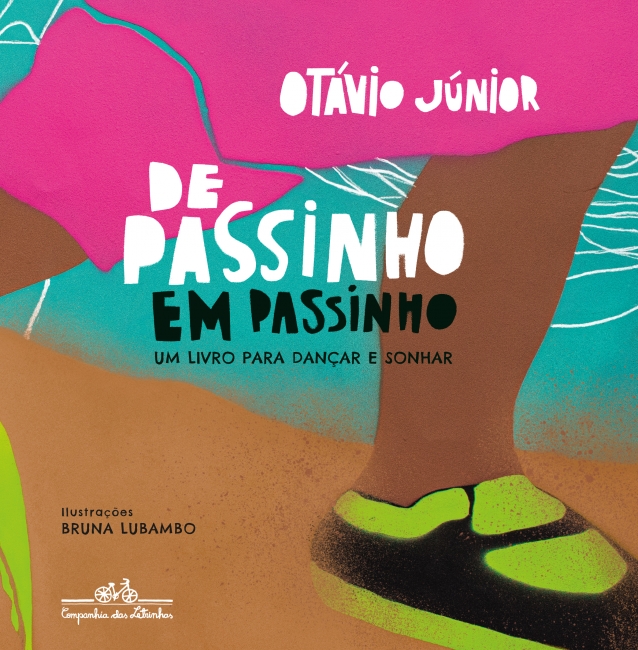 OTÁVIO JÚNIOR
DE
PASSINHO
EM PASSINHO
UM LIVRO PARA DANÇAR E SONHAR
Ilustrações
BRUNA LUBAMBO
Companhia das Letrinhas